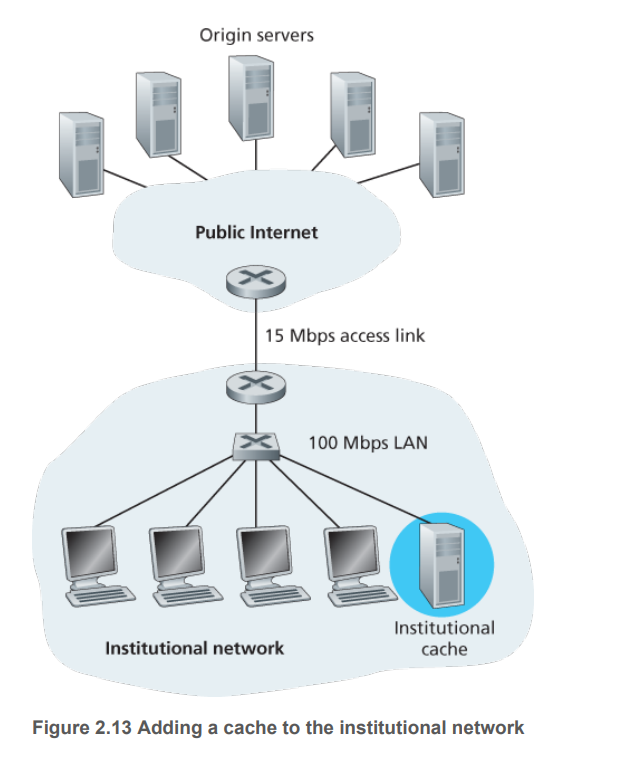 Origin servers
Public Internet
15 Mbps access link
100 Mbps LAN
Institutional
cache
Institutional network
Figure 2.13 Adding a cache to the institutional network